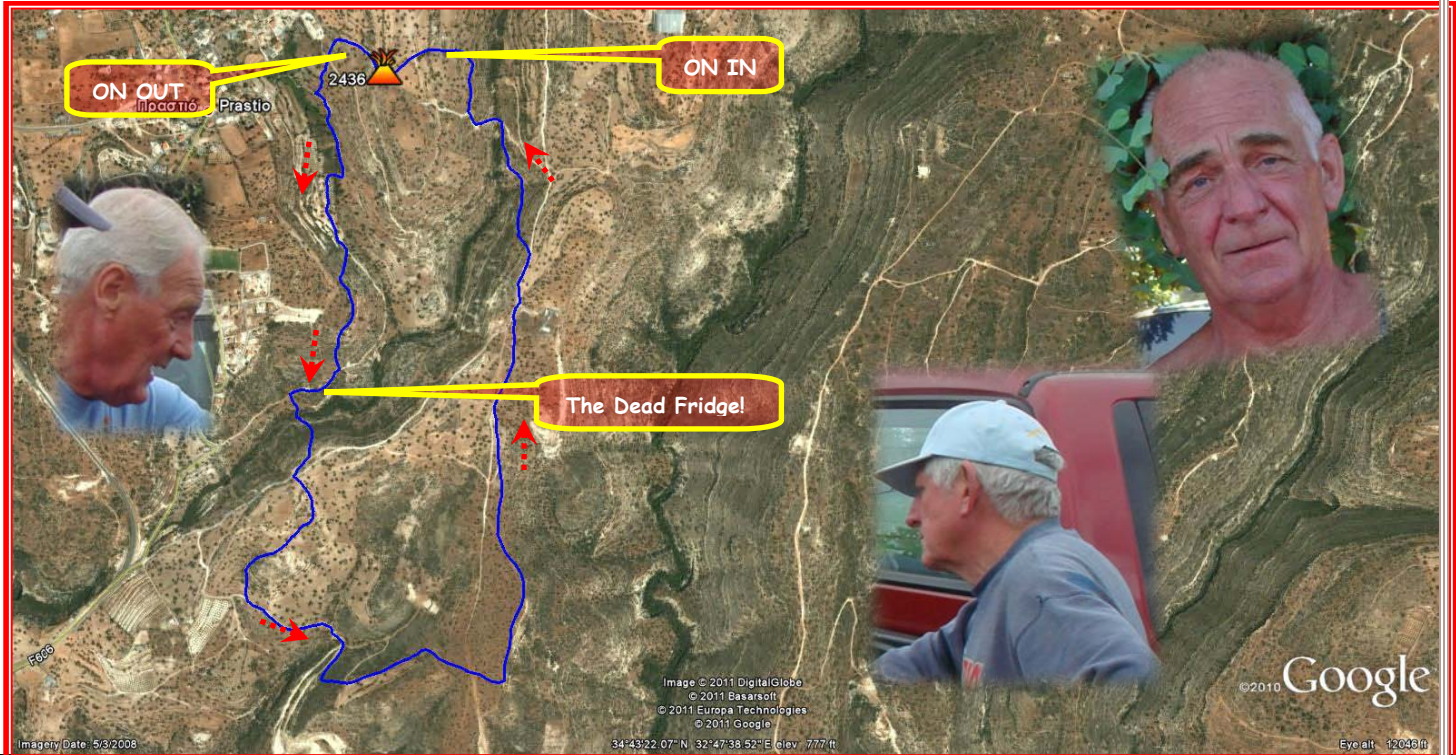 ON OUT
ON IN
2436
Πραστιό Prastio
The Dead Fridge!
F606
Image © 2011 DigitalGlobe
© 2011 Basarsoft
© 2011 Europa Technologies
© 2011 Google
©2010 Google
Imagery Date: 5/3/2008
34°43'22.07" N 32°47'38.52" E elev 777 ft
Eye alt 12046 ft